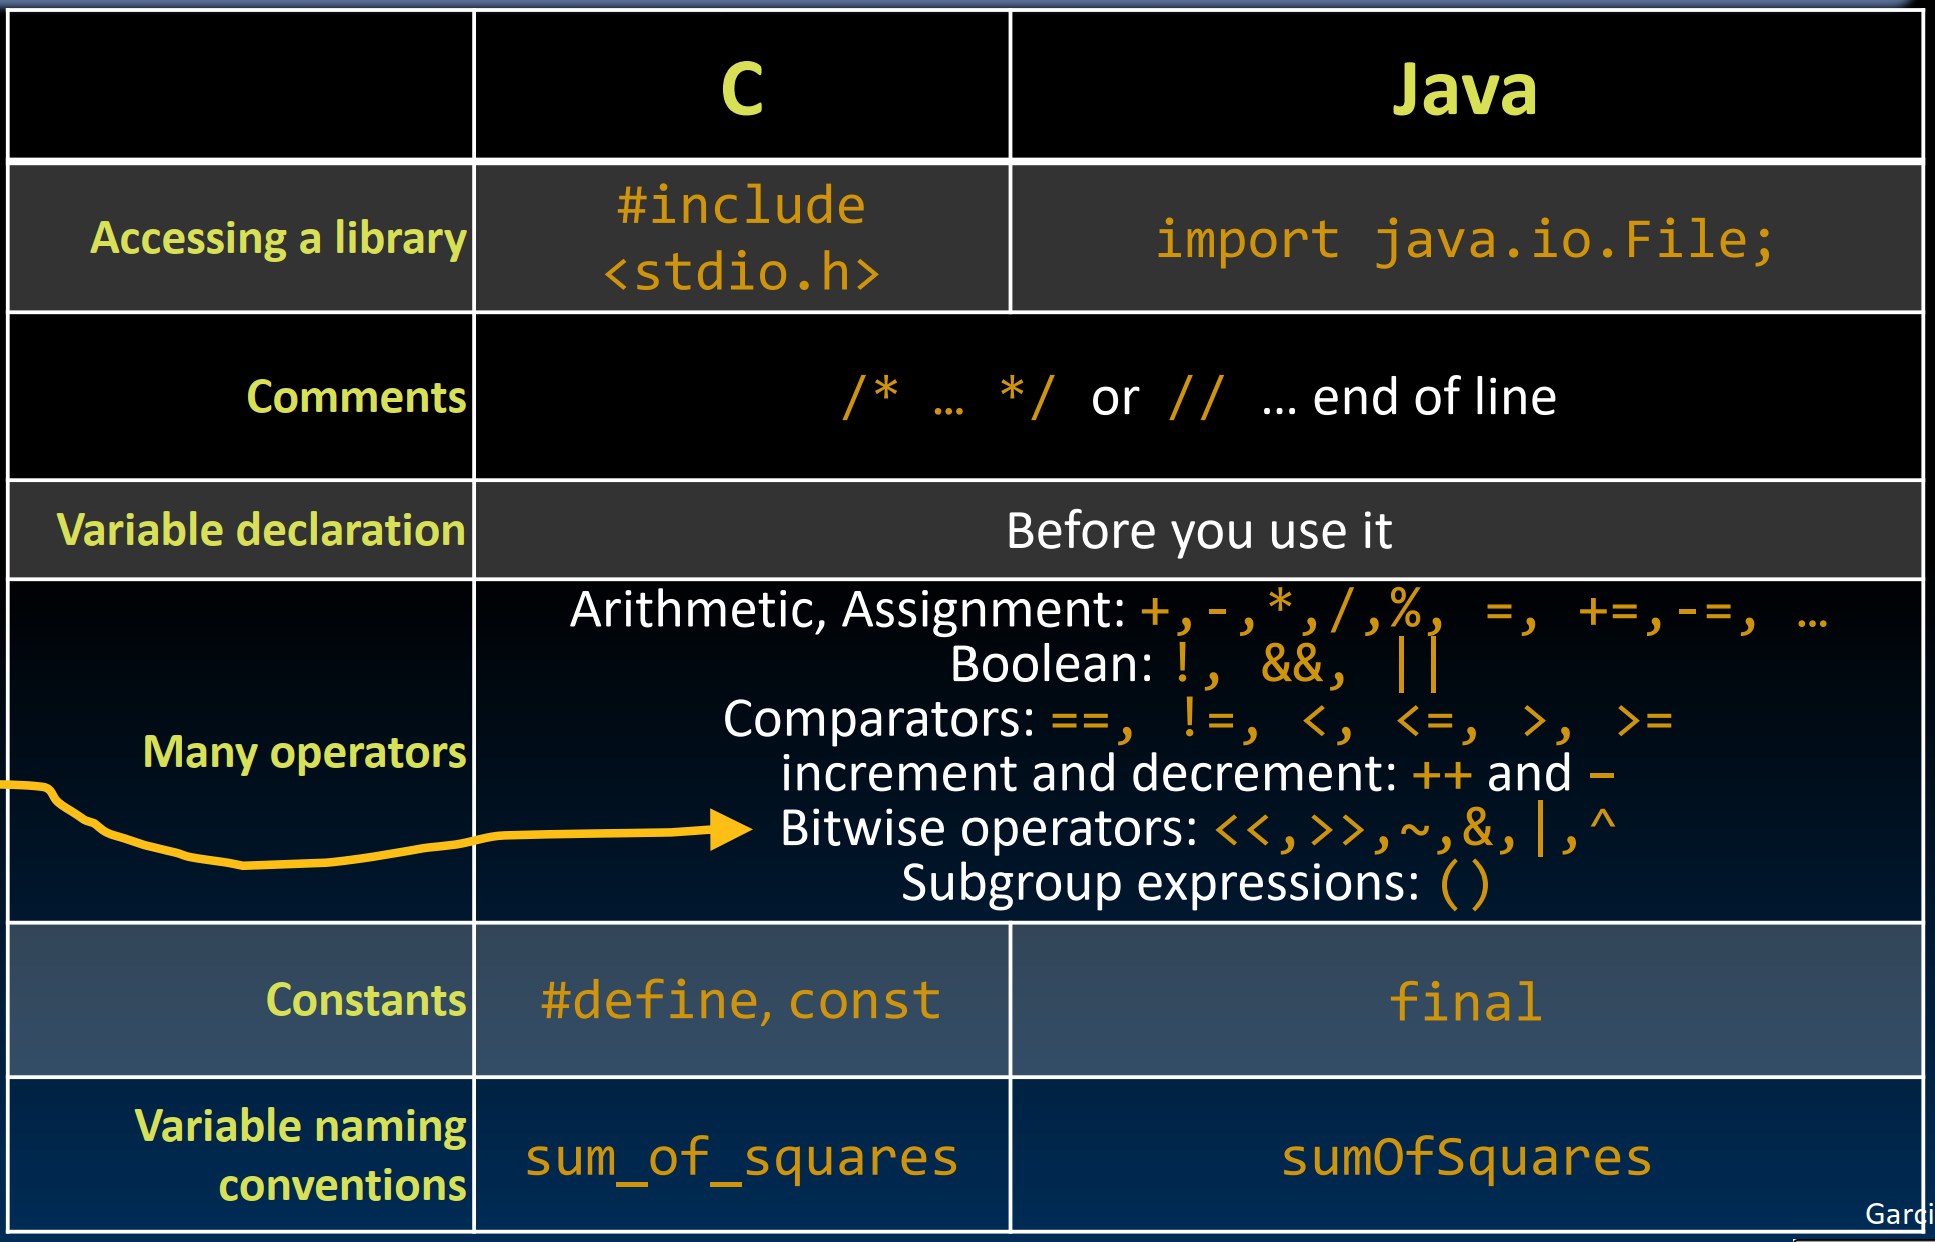 C
Java
Accessing a library
#include
<stdio.h>
import java.io.File;
Comments
/* … */ or // … end of line
Variable declaration
Before you use it
Many operators
Arithmetic, Assignment: +,-,*,/,%, =, +=,-=, …
Boolean: !, &&, ||
Comparators: ==, !=, <, <=, >, >=
increment and decrement: ++ and –
Bitwise operators: <<,>>,~,&,|,^
Subgroup expressions: ()
Constants
#define, const
final
Variable naming
conventions
sum_of_squares
sumOfSquares
Garci